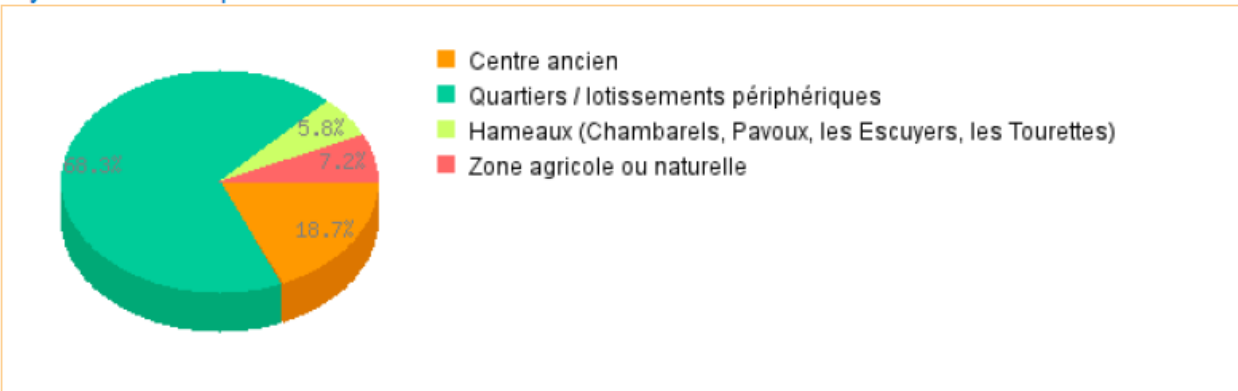 Centre ancien
Quartiers / lotissements périphériques
Hameaux (Chambarels, Pavoux, les Escuyers, les Tourettes)
Zone agricole ou naturelle
5.8%
68.3%
7.2%
18.7%